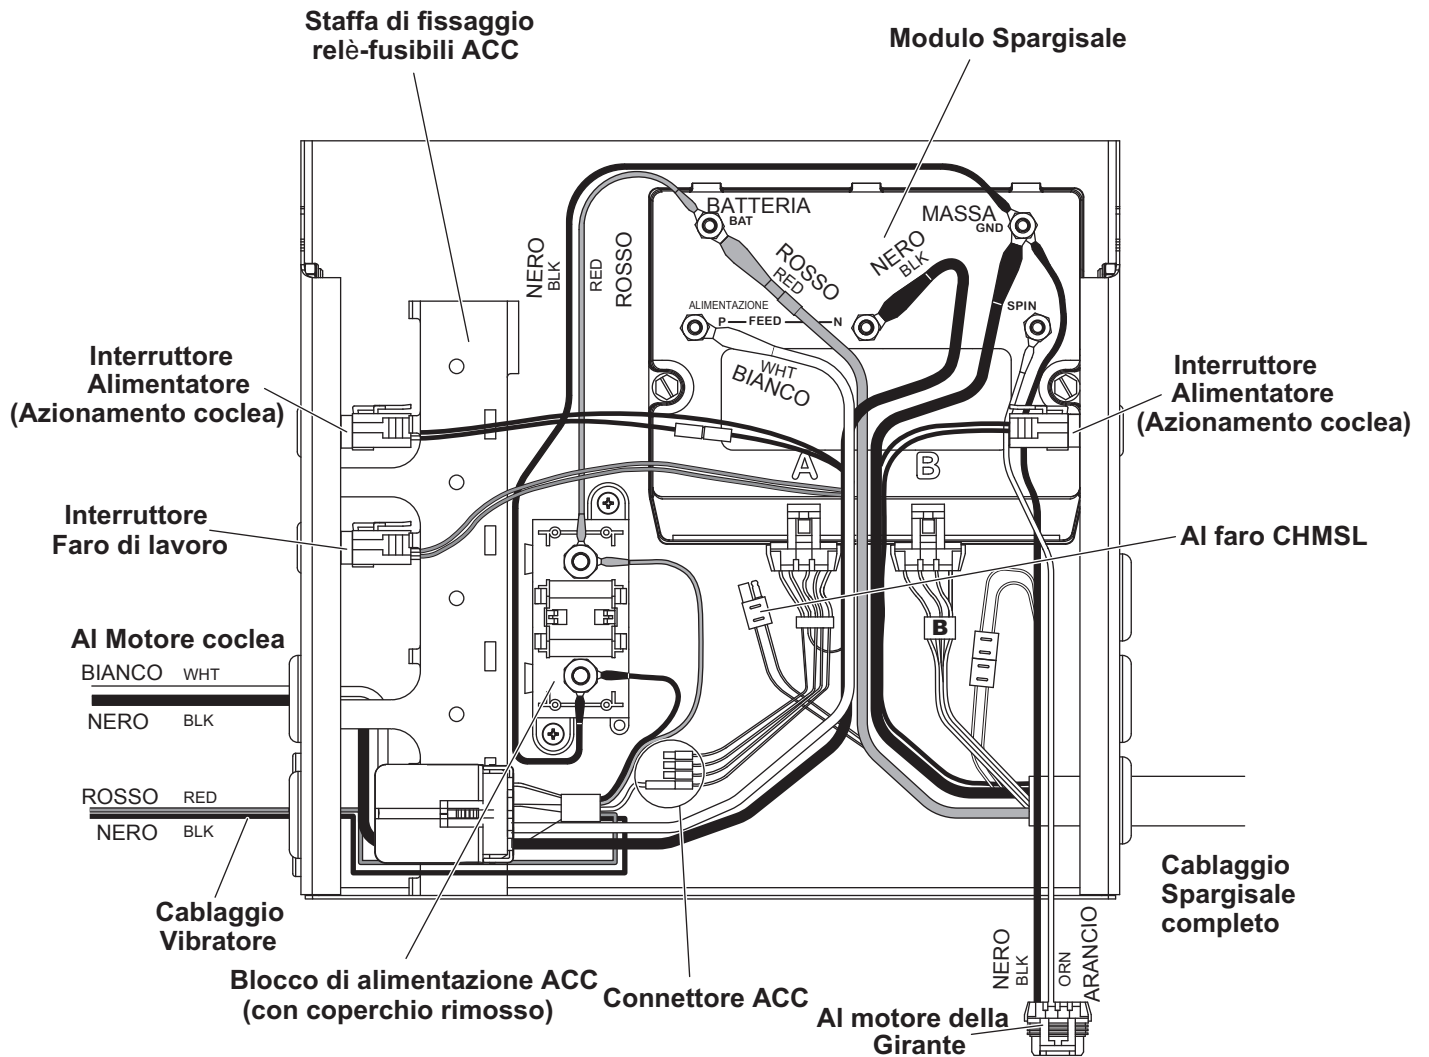 Staffa di fissaggio
relè-fusibili ACC
Modulo Spargisale
BATTERIA
BAT
MASSA
GND
NERO
BLK
RED
ROSSO
ROSSO
RED
NERO
BLK
ALIMENTAZIONE
P FEED N
SPIN
WHT
BIANCO
Interruttore
Alimentatore
(Azionamento coclea)
Interruttore
Alimentatore
(Azionamento coclea)
A
B
Interruttore
Faro di lavoro
Al faro CHMSL
B
Al Motore coclea
BIANCO WHT
NERO BLK
ROSSO RED
NERO BLK
Cablaggio
Vibratore
Cablaggio
Spargisale
completo
Blocco di alimentazione ACC
(con coperchio rimosso)
Connettore ACC
NERO
BLK
ORN
ARANCIO
Al motore della
Girante